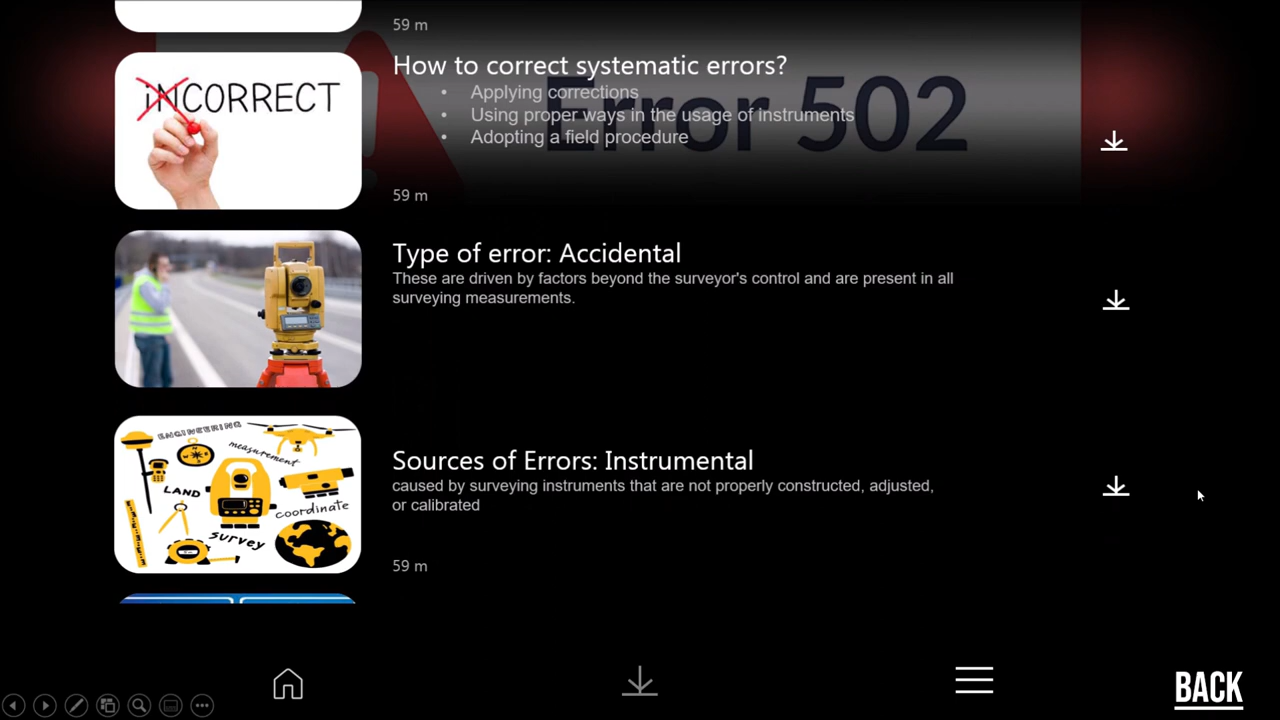 59 m
INCORRECT
How to correct systematic errors?
Error 502
• Applying corrections
• Using proper ways in the usage of instruments
• Adopting a field procedure
59 m
Type of error: Accidental
These are driven by factors beyond the surveyor's control and are present in all
surveying measurements.
ENGINEERING
measurement
LAND
coordinate
survey
Sources of Errors: Instrumental
caused by surveying instruments that are not properly constructed, adjusted,
or calibrated
59 m
BACK